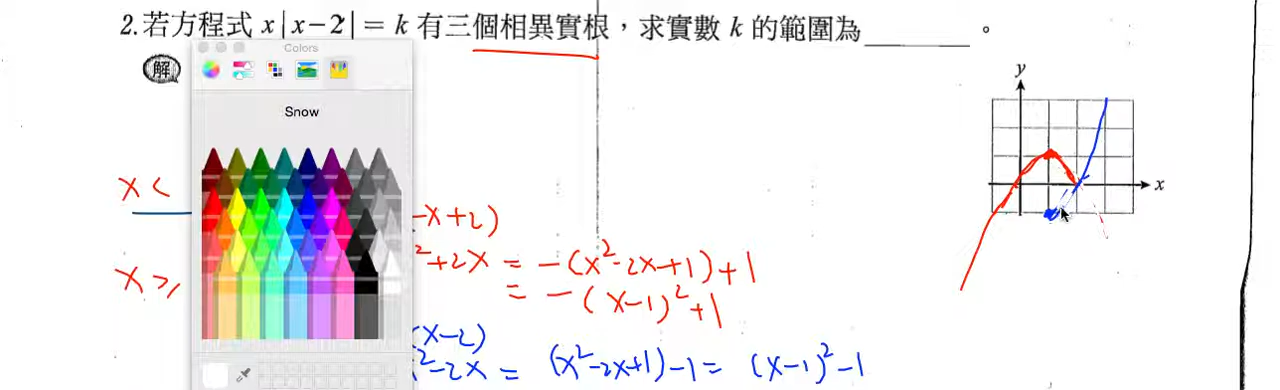 2.若方程式 x|x−2|=k 有三個相異實根，求實數 k 的範圍為________。
解
Colors
Snow
y
x
x<
-x+2)
²+2x = -(x²-2x+1)+1
x≥
= -(x-1)²+1
(x-2)
²-2x = (x²-2x+1)-1 = (x-1)²-1